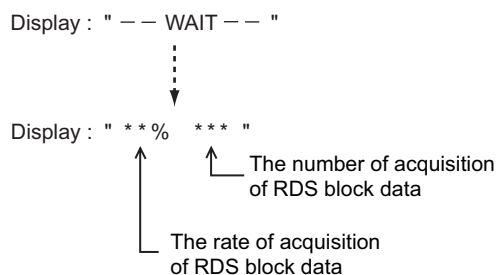 Display : " – – WAIT – – "
Display : " * * %   * * * "
The number of acquisition
of RDS block data
The rate of acquisition
of RDS block data